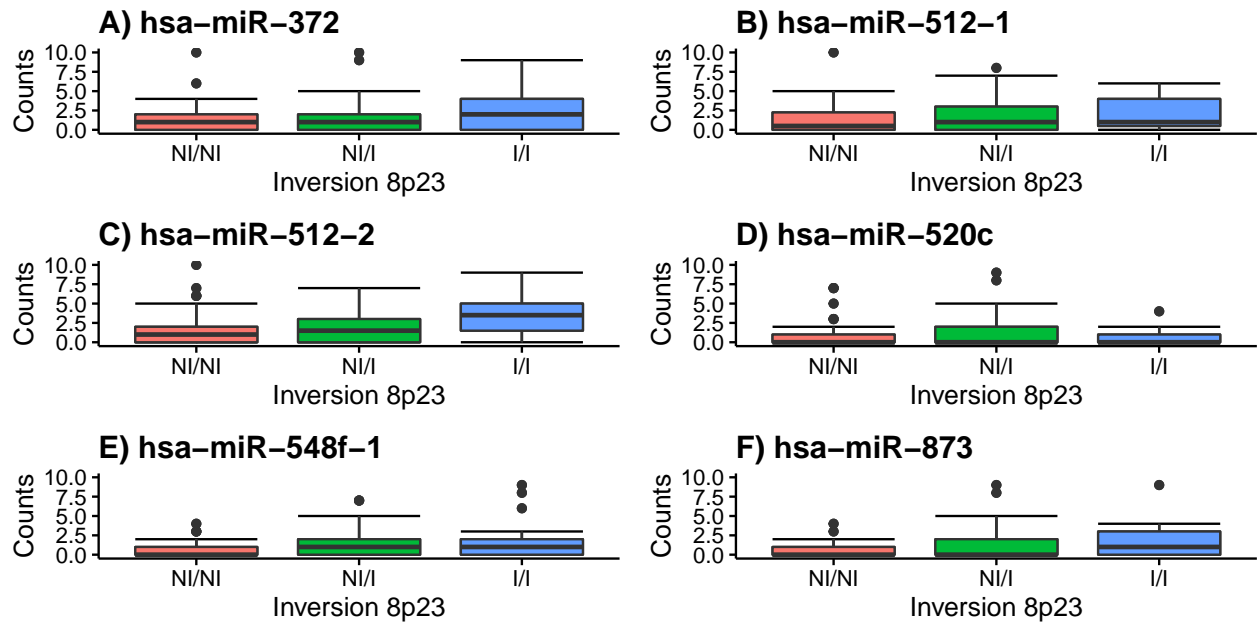 A) hsa−miR−372
10.0
7.5
5.0
2.5
0.0
Counts
NI/NI NI/I I/I
Inversion 8p23
B) hsa−miR−512−1
10.0
7.5
5.0
2.5
0.0
Counts
NI/NI NI/I I/I
Inversion 8p23
C) hsa−miR−512−2
10.0
7.5
5.0
2.5
0.0
Counts
NI/NI NI/I I/I
Inversion 8p23
D) hsa−miR−520c
10.0
7.5
5.0
2.5
0.0
Counts
NI/NI NI/I I/I
Inversion 8p23
E) hsa−miR−548f−1
10.0
7.5
5.0
2.5
0.0
Counts
NI/NI NI/I I/I
Inversion 8p23
F) hsa−miR−873
10.0
7.5
5.0
2.5
0.0
Counts
NI/NI NI/I I/I
Inversion 8p23